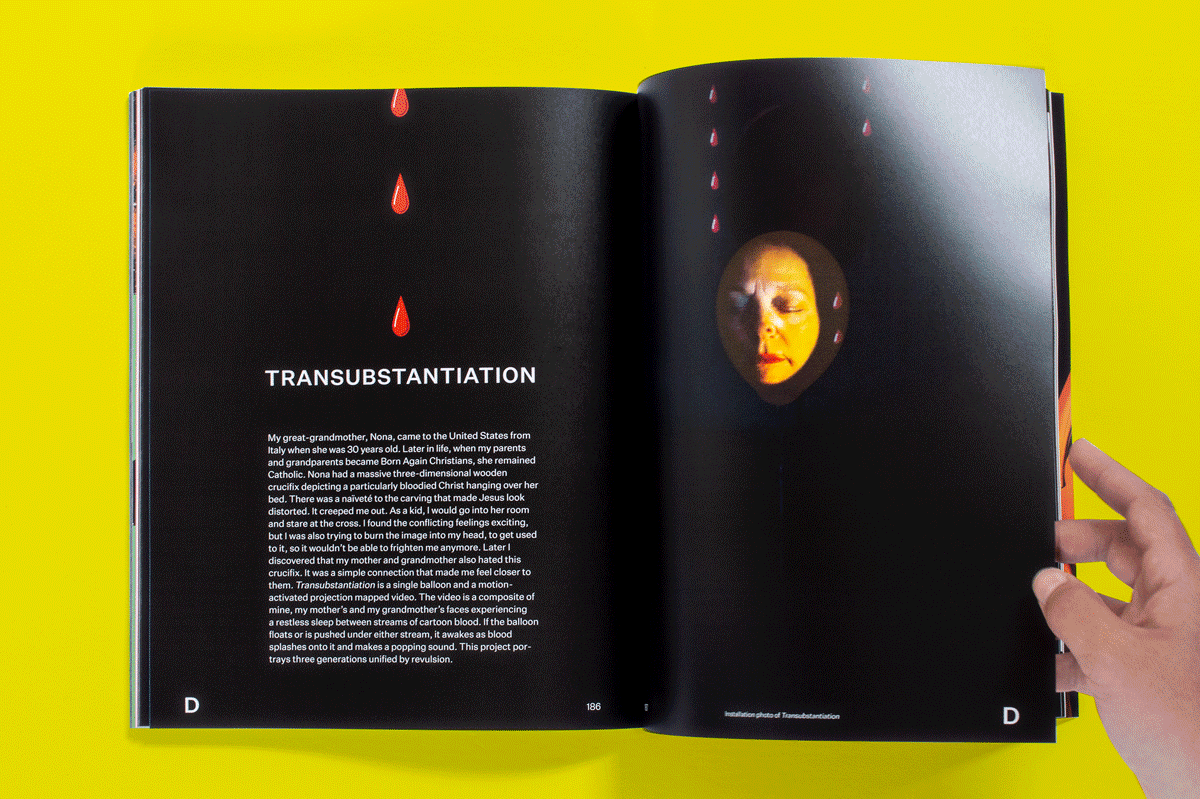 TRANSUBSTANTIATION
My great-grandmother, Nona, came to the United States from
Italy when she was 30 years old. Later in life, when my parents
and grandparents became Born Again Christians, she remained
Catholic. Nona had a massive three-dimensional wooden
crucifix depicting a particularly bloodied Christ hanging over her
bed. There was a naïveté to the carving that made Jesus look
distorted. It creeped me out. As a kid, I would go into her room
and stare at the cross. I found the conflicting feelings exciting,
but I was also trying to burn the image into my head, to get used
to it, so it wouldn't be able to frighten me anymore. Later I
discovered that my mother and grandmother also hated this
crucifix. It was a simple connection that made me feel closer to
them. Transubstantiation is a single balloon and a motion-
activated projection mapped video. The video is a composite of
mine, my mother's and my grandmother's faces experiencing
a restless sleep between streams of cartoon blood. If the balloon
floats or is pushed under either stream, it awakes as blood
splashes onto it and makes a popping sound. This project por-
trays three generations unified by revulsion.
D
186
Installation photo of Transubstantiation
D